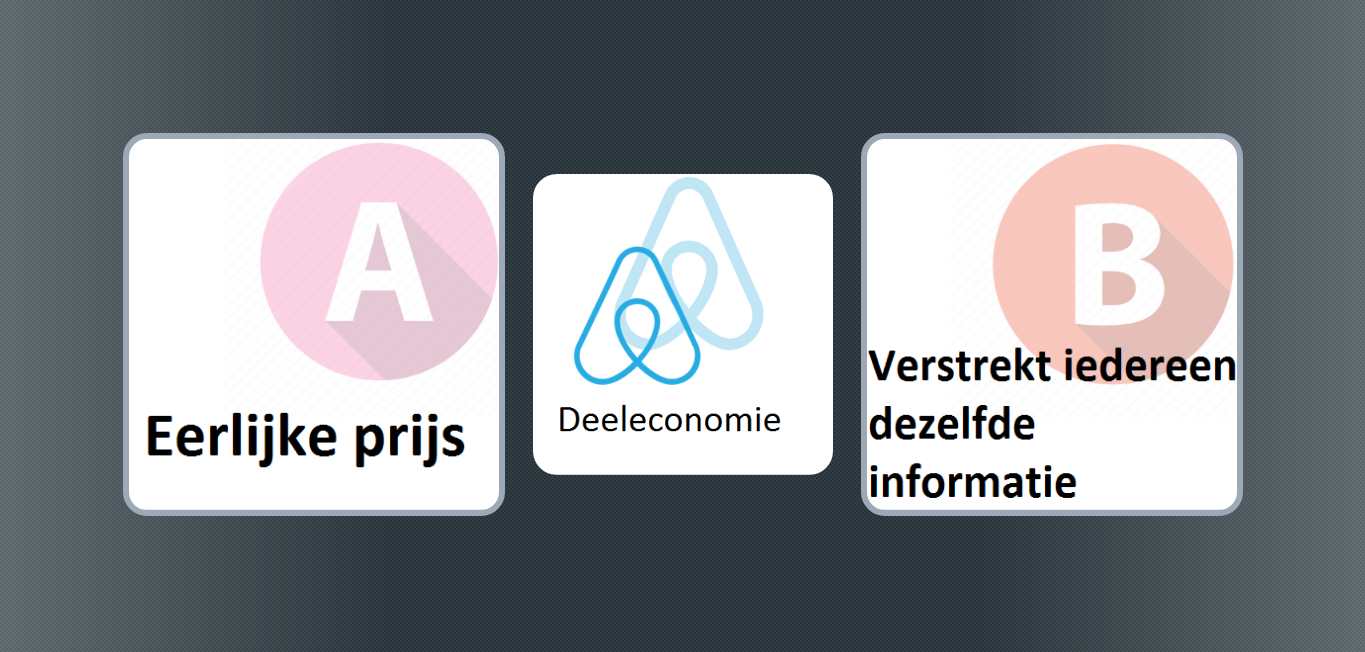 A
Eerlijke prijs
Deeleconomie
B
Verstrekt iedereen
dezelfde
informatie